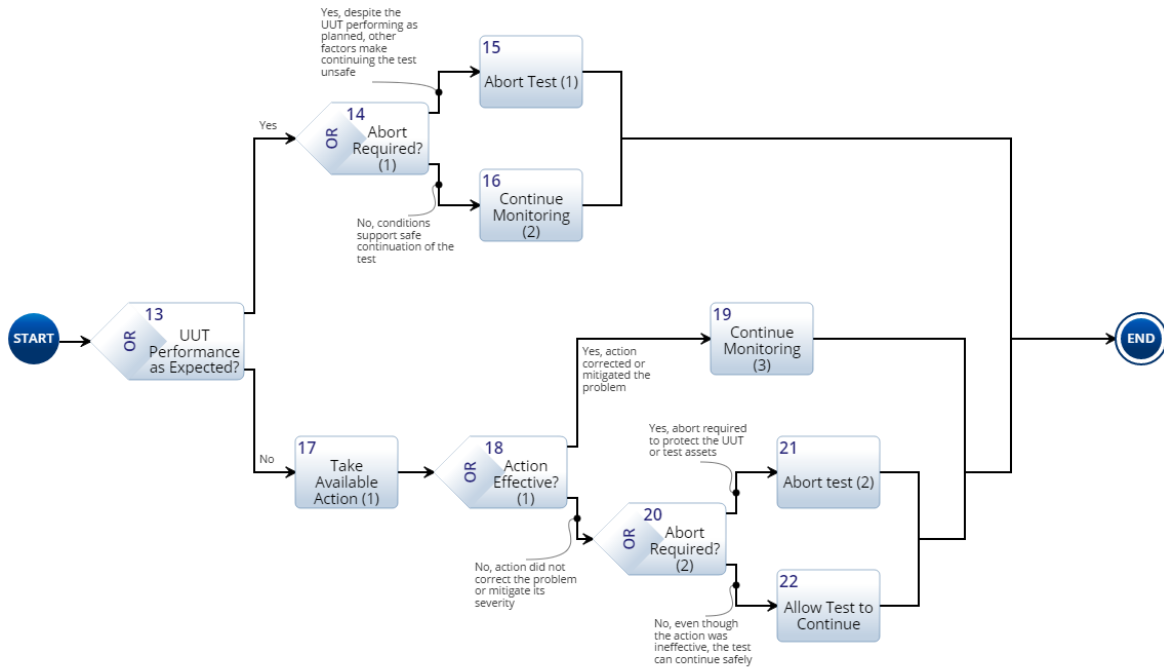 Yes, despite the
UUT performing as
planned, other
factors make
continuing the test
unsafe
15
Abort Test (1)
14
OR
Abort
Required?
(1)
Yes
16
Continue
Monitoring
(2)
No, conditions
support safe
continuation of the
test
START
13
OR
UUT
Performance
as Expected?
19
Continue
Monitoring
(3)
END
Yes, action
corrected or
mitigated the
problem
No
17
Take
Available
Action (1)
18
OR
Action
Effective?
(1)
Yes, abort required
to protect the UUT
or test assets
21
Abort test (2)
20
OR
Abort
Required?
(2)
No, action did not
correct the problem
or mitigate its
severity
22
Allow Test to
Continue
No, even though
the action was
ineffective, the test
can continue safely